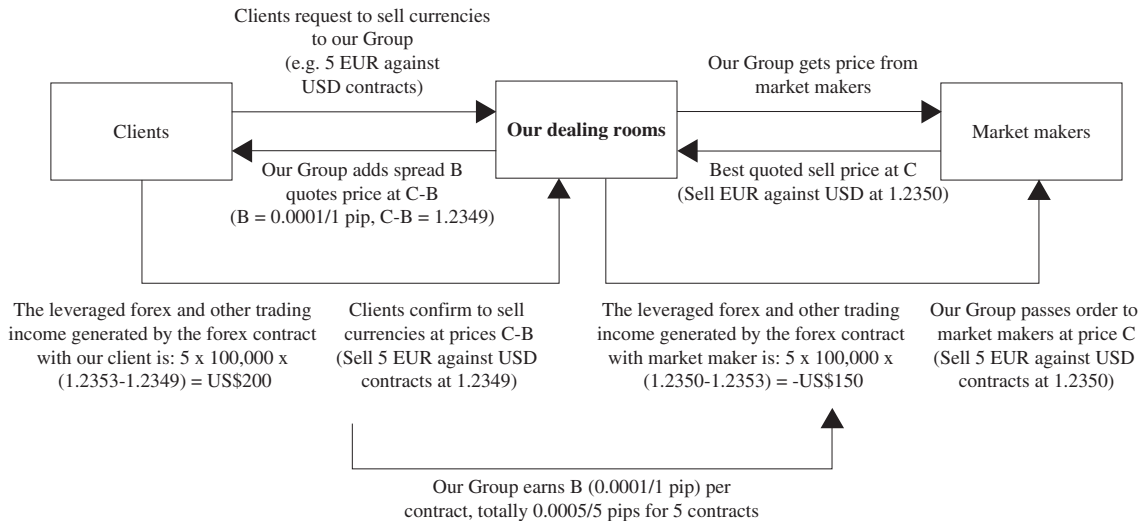 Clients request to sell currencies
to our Group
(e.g. 5 EUR against
USD contracts)
Our Group gets price from
market makers
Clients
Our dealing rooms
Market makers
Our Group adds spread B
quotes price at C-B
(B = 0.0001/1 pip, C-B = 1.2349)
Best quoted sell price at C
(Sell EUR against USD at 1.2350)
The leveraged forex and other trading
income generated by the forex contract
with our client is: 5 x 100,000 x
(1.2353-1.2349) = US$200
Clients confirm to sell
currencies at prices C-B
(Sell 5 EUR against USD
contracts at 1.2349)
The leveraged forex and other trading
income generated by the forex contract
with market maker is: 5 x 100,000 x
(1.2350-1.2353) = -US$150
Our Group passes order to
market makers at price C
(Sell 5 EUR against USD
contracts at 1.2350)
Our Group earns B (0.0001/1 pip) per
contract, totally 0.0005/5 pips for 5 contracts